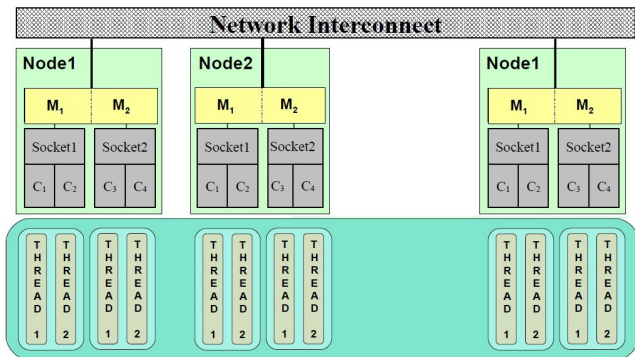 Network Interconnect
Node1
Node2
Node1
M1 M2
M1 M2
M1 M2
Socket1 Socket2
Socket1 Socket2
Socket1 Socket2
C1 C2 C3 C4
C1 C2 C3 C4
C1 C2 C3 C4
THREAD 1
THREAD 2
THREAD 1
THREAD 2
THREAD 1
THREAD 2
THREAD 1
THREAD 2
THREAD 1
THREAD 2
THREAD 1
THREAD 2